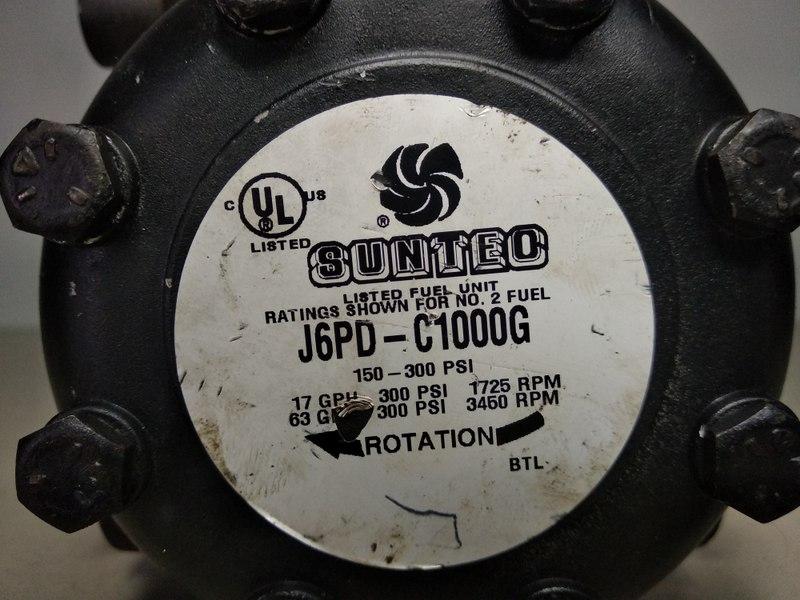 C UL US
®
LISTED
®
SUNTEC
LISTED FUEL UNIT
RATINGS SHOWN FOR NO. 2 FUEL
J6PD-C1000G
150-300 PSI
17 GPH 300 PSI 1725 RPM
63 300 PSI 3450 RPM
ROTATION
BTL